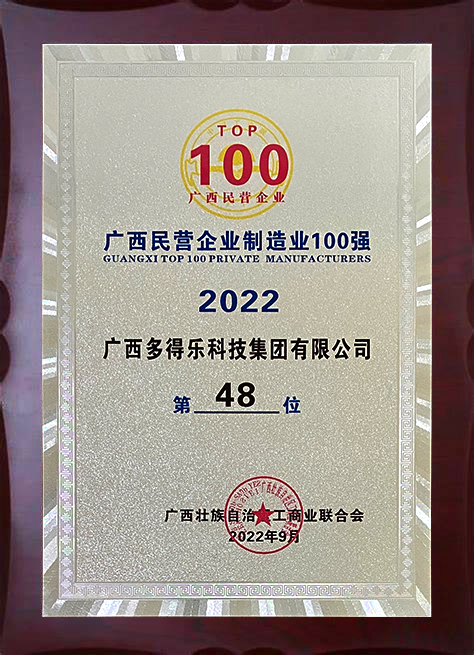 TOP
100
广西民营企业
广西民营企业制造业100强
GUANGXI TOP 100 PRIVATE MANUFACTURERS
2022
广西多得乐科技集团有限公司
第 48 位
广西壮族自治 工商业联合会
2022年9月